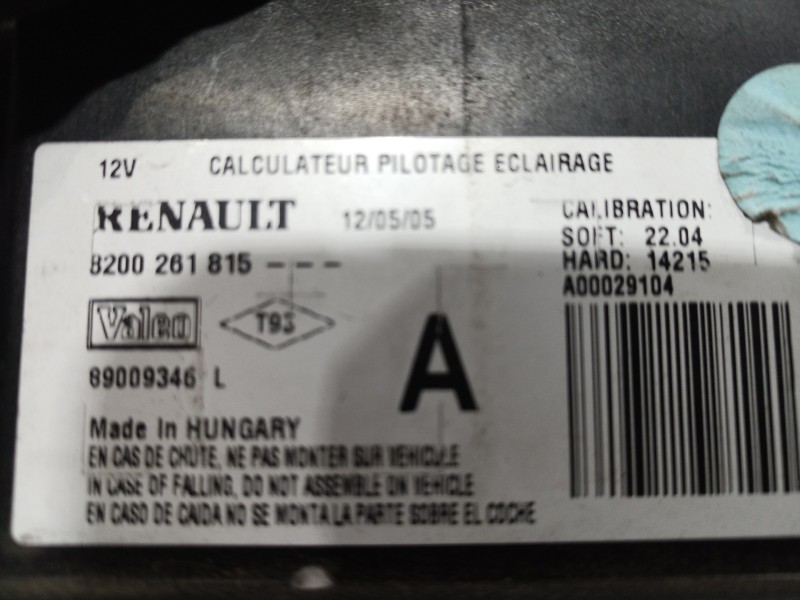 12V CALCULATEUR PILOTAGE ECLAIRAGE
RENAULT 12/05/05
8200 261 815 ---
Valeo T93
89009346 L
A
CALIBRATION:
SOFT: 22.04
HARD: 14215
A00029104
Made In HUNGARY
EN CAS DE CHÛTE, NE PAS MONTER SUR VEHICULE
IN CASE OF FALLING, DO NOT ASSEMBLE ON VEHICLE
EN CASO DE CAIDA NO SE MONTA LA PARTE SOBRE EL COCHE